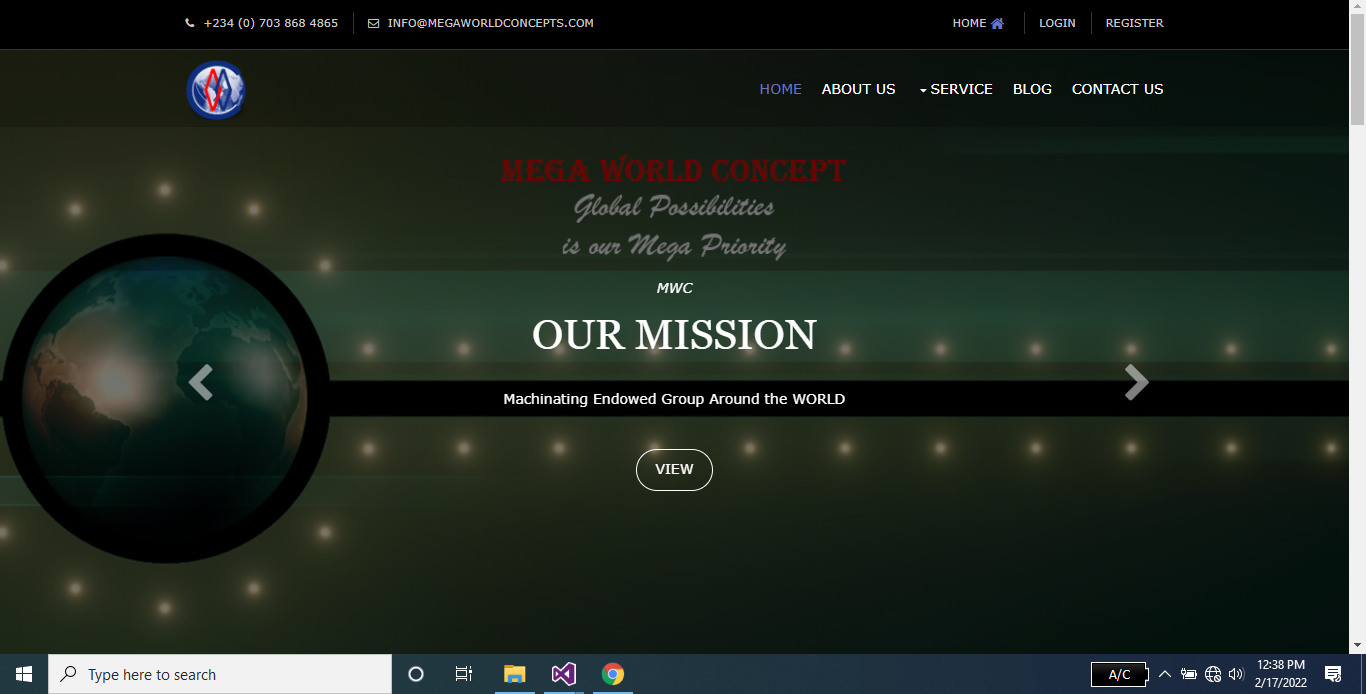 +234 (0) 703 868 4865 INFO@MEGAWORLDCONCEPTS.COM HOME LOGIN REGISTER
HOME ABOUT US SERVICE BLOG CONTACT US
MEGA WORLD CONCEPT
Global Possibilities
is our Mega Priority
MWC
OUR MISSION
Machinating Endowed Group Around the WORLD
VIEW
Type here to search
A/C
12:38 PM
2/17/2022